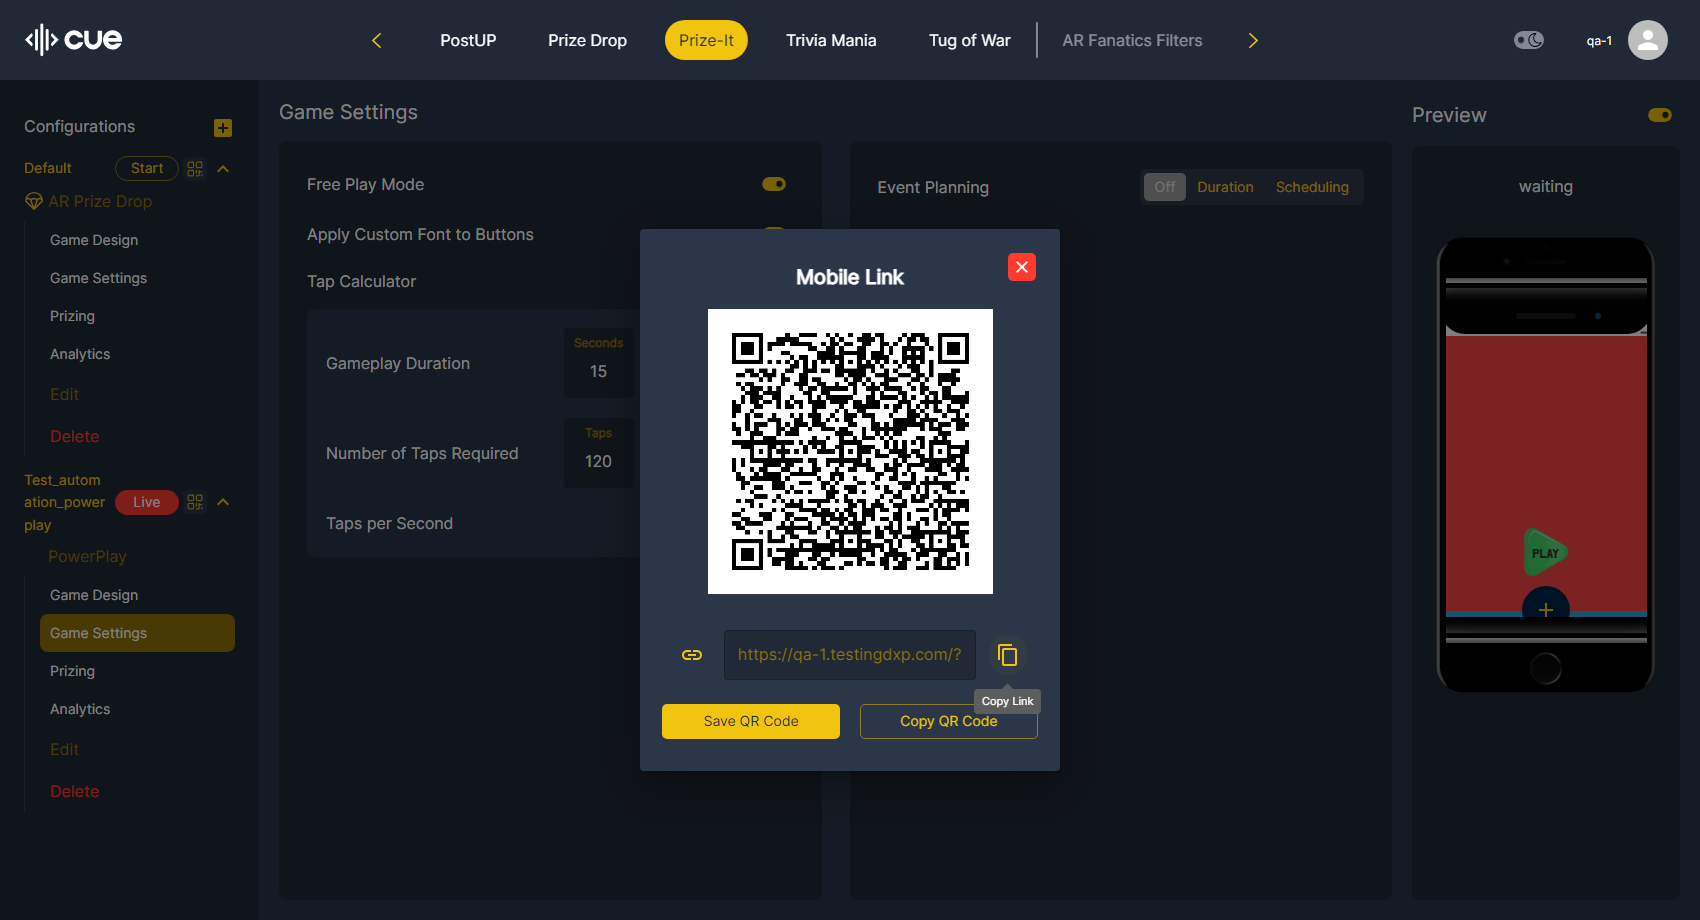 cue
PostUP
Prize Drop
Prize-It
Trivia Mania
Tug of War
AR Fanatics Filters
qa-1
Configurations
Default
Start
AR Prize Drop
Game Design
Game Settings
Prizing
Analytics
Edit
Delete
Test_autom
ation_power
play
Live
PowerPlay
Game Design
Game Settings
Prizing
Analytics
Edit
Delete
Game Settings
Free Play Mode
Apply Custom Font to Buttons
Tap Calculator
Gameplay Duration
Seconds
15
Number of Taps Required
Taps
120
Taps per Second
Event Planning
Off
Duration
Scheduling
Mobile Link
https://qa-1.testingdxp.com/?
Copy Link
Save QR Code
Copy QR Code
Preview
waiting
PLAY